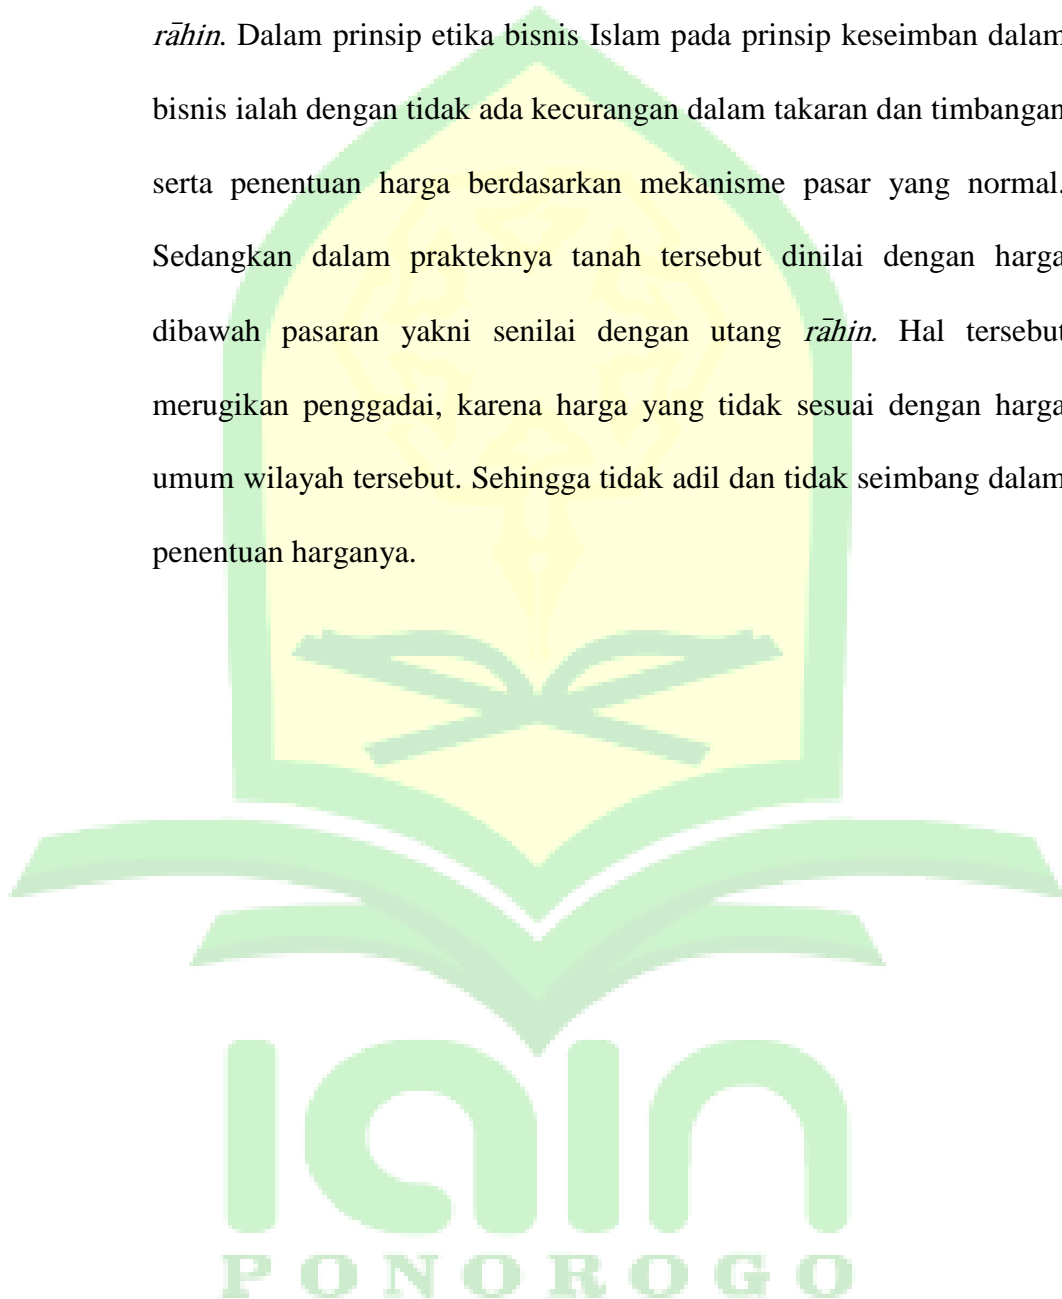 rāhin. Dalam prinsip etika bisnis Islam pada prinsip keseimban dalam
bisnis ialah dengan tidak ada kecurangan dalam takaran dan timbangan
serta penentuan harga berdasarkan mekanisme pasar yang normal.
Sedangkan dalam prakteknya tanah tersebut dinilai dengan harga
dibawah pasaran yakni senilai dengan utang rāhin. Hal tersebut
merugikan penggadai, karena harga yang tidak sesuai dengan harga
umum wilayah tersebut. Sehingga tidak adil dan tidak seimbang dalam
penentuan harganya.
iain
PONOROGO